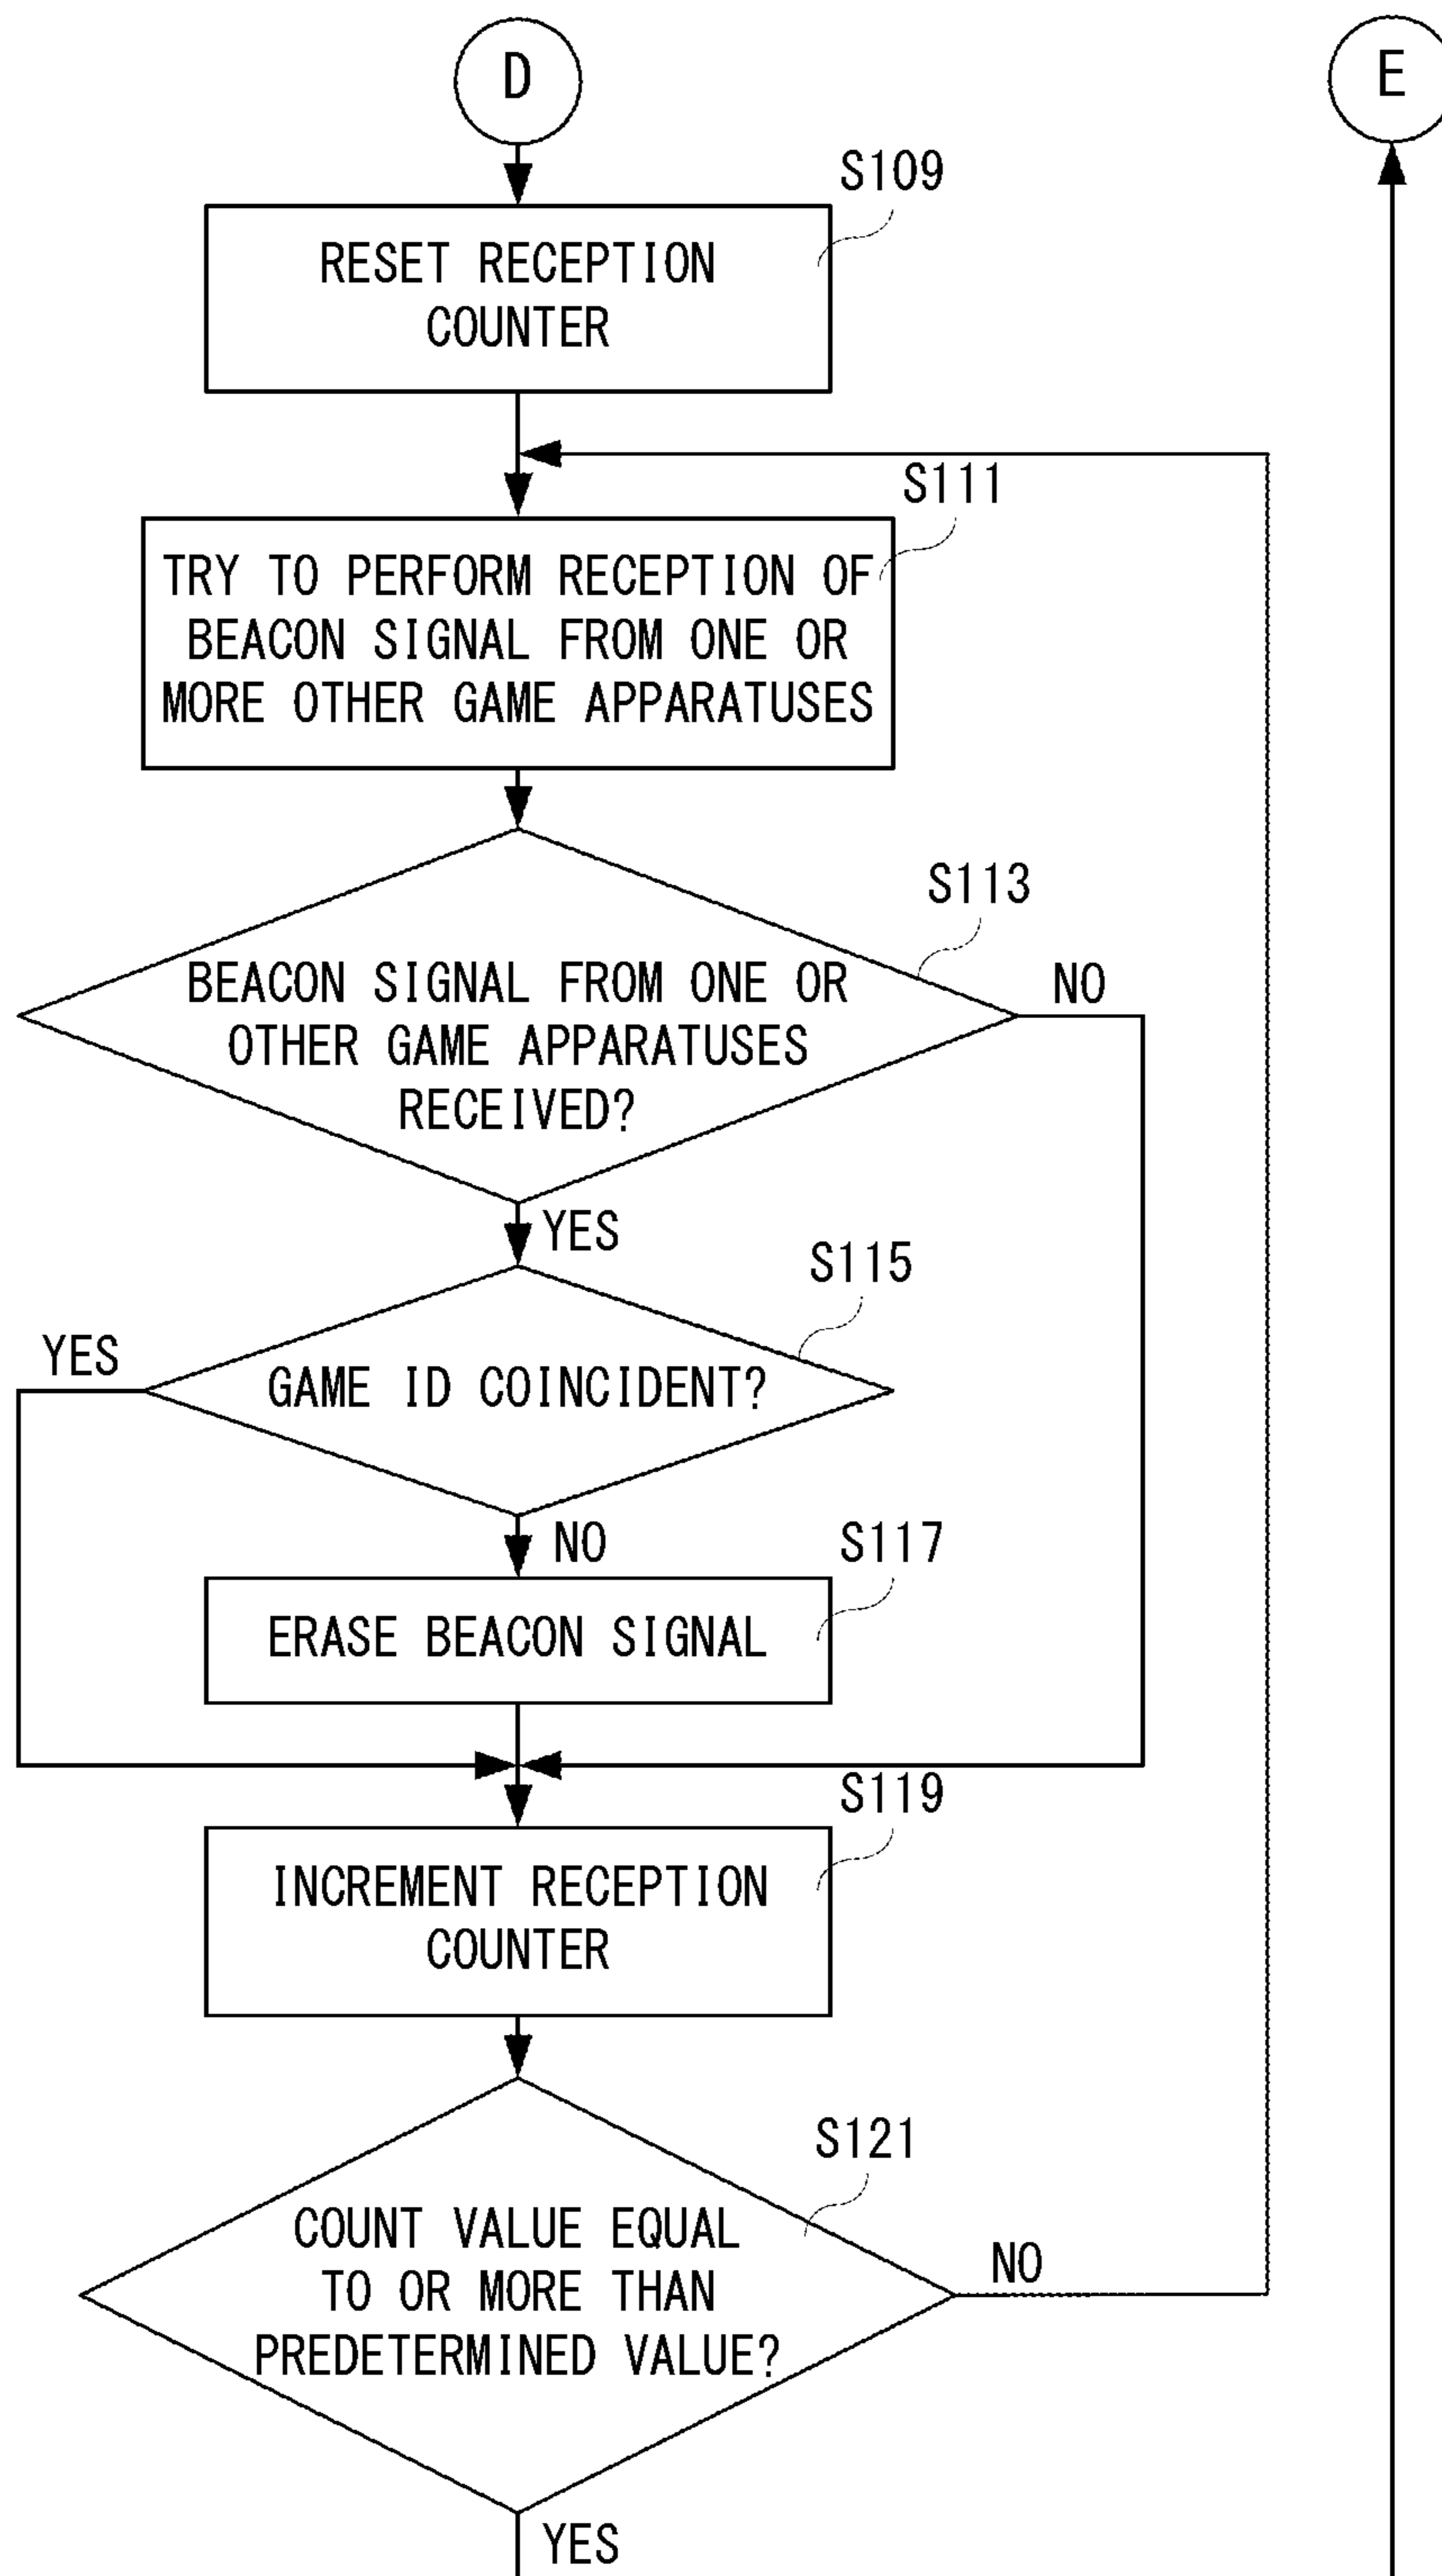 D
E
S109
RESET RECEPTION
COUNTER
S111
TRY TO PERFORM RECEPTION OF
BEACON SIGNAL FROM ONE OR
MORE OTHER GAME APPARATUSES
S113
BEACON SIGNAL FROM ONE OR
OTHER GAME APPARATUSES
RECEIVED?
NO
YES
S115
YES
GAME ID COINCIDENT?
NO
S117
ERASE BEACON SIGNAL
S119
INCREMENT RECEPTION
COUNTER
S121
COUNT VALUE EQUAL
TO OR MORE THAN
PREDETERMINED VALUE?
NO
YES